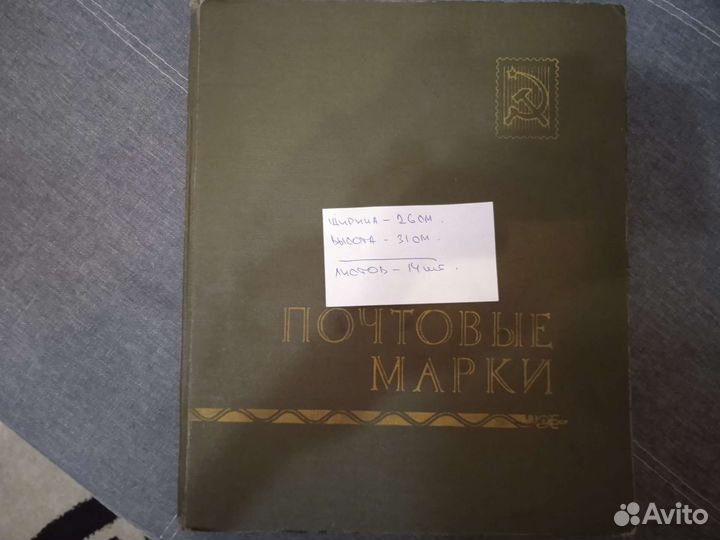 ширина - 26 см.
высота - 31 см.
листов - 14 шт.
ПОЧТОВЫЕ
МАРКИ
Avito